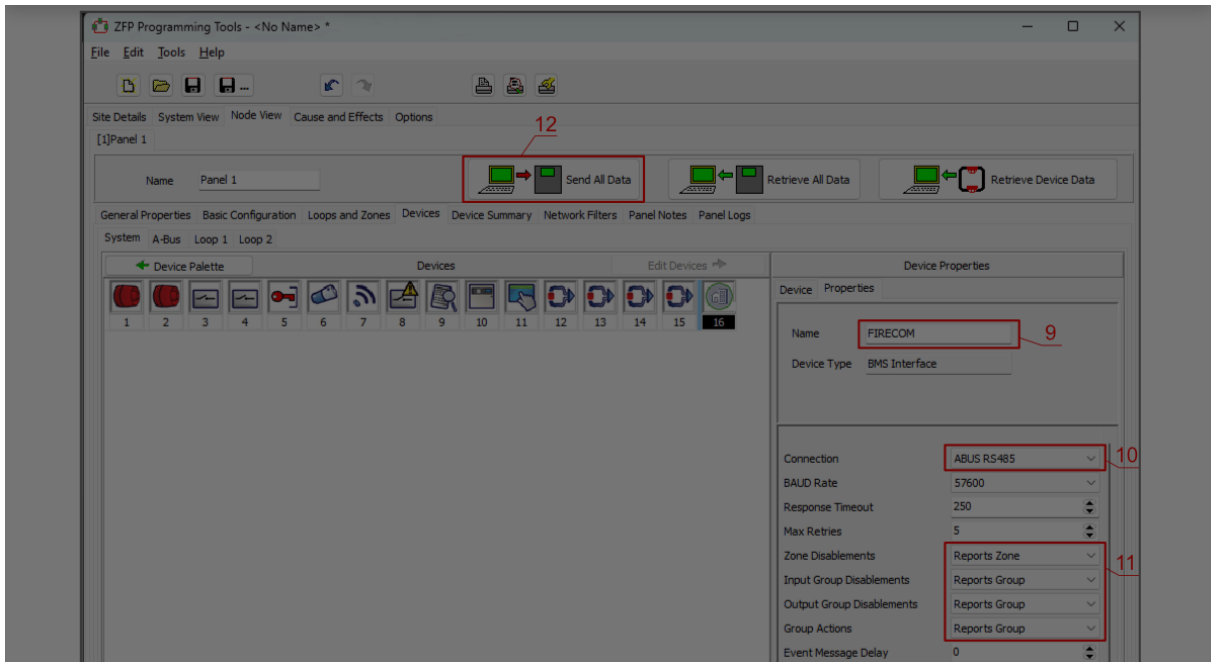 ZFP Programming Tools - <No Name> *
File Edit Tools Help
Site Details System View Node View Cause and Effects Options
12
[1]Panel 1
Name Panel 1 Send All Data Retrieve All Data Retrieve Device Data
General Properties Basic Configuration Loops and Zones Devices Device Summary Network Filters Panel Notes Panel Logs
System A-Bus Loop 1 Loop 2
Device Palette Devices Edit Devices Device Properties
Device Properties
1 2 3 4 5 6 7 8 9 10 11 12 13 14 15 16
Name FIRECOM 9
Device Type BMS Interface
Connection ABUS RS485 10
BAUD Rate 57600
Response Timeout 250
Max Retries 5
Zone Disablements Reports Zone 11
Input Group Disablements Reports Group
Output Group Disablements Reports Group
Group Actions Reports Group
Event Message Delay 0